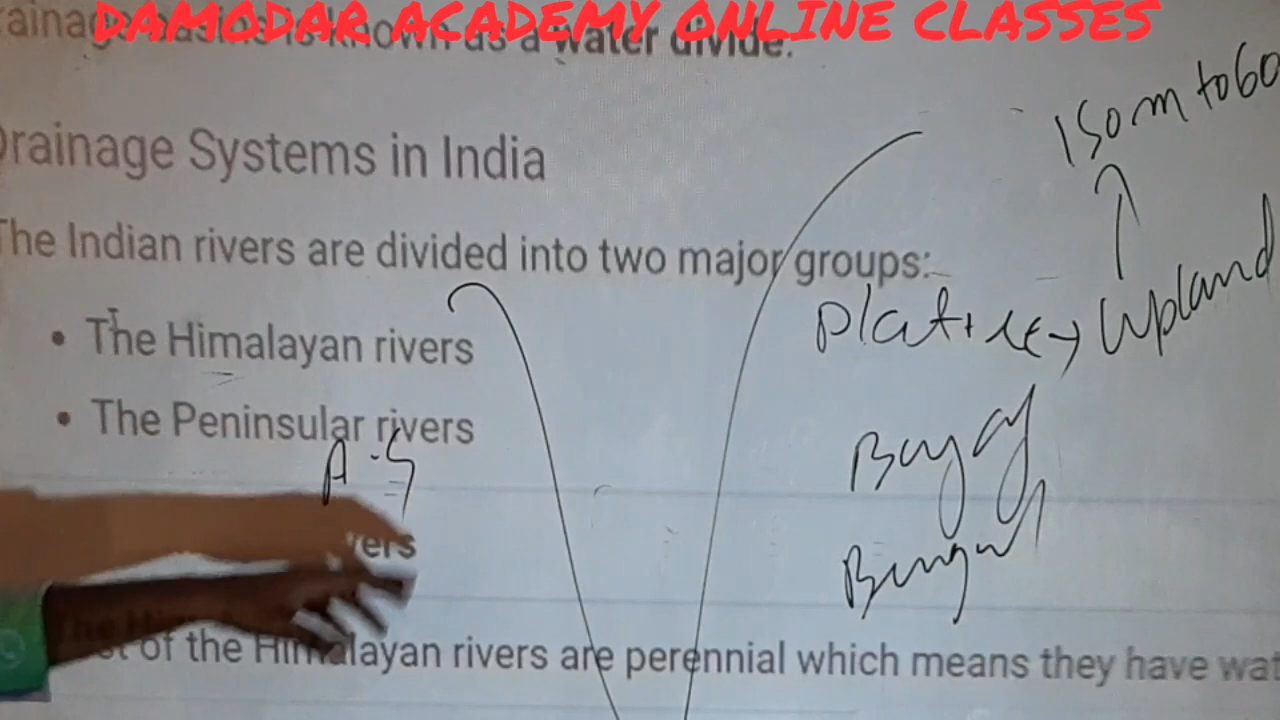 DAMODAR ACADEMY ONLINE CLASSES
is known as a water divide.
Drainage Systems in India
150m to 60
The Indian rivers are divided into two major groups:
Upland
• The Himalayan rivers
• The Peninsular rivers
A.S
Bay of
Bengal
vers
of the Himalayan rivers are perennial which means they have wat